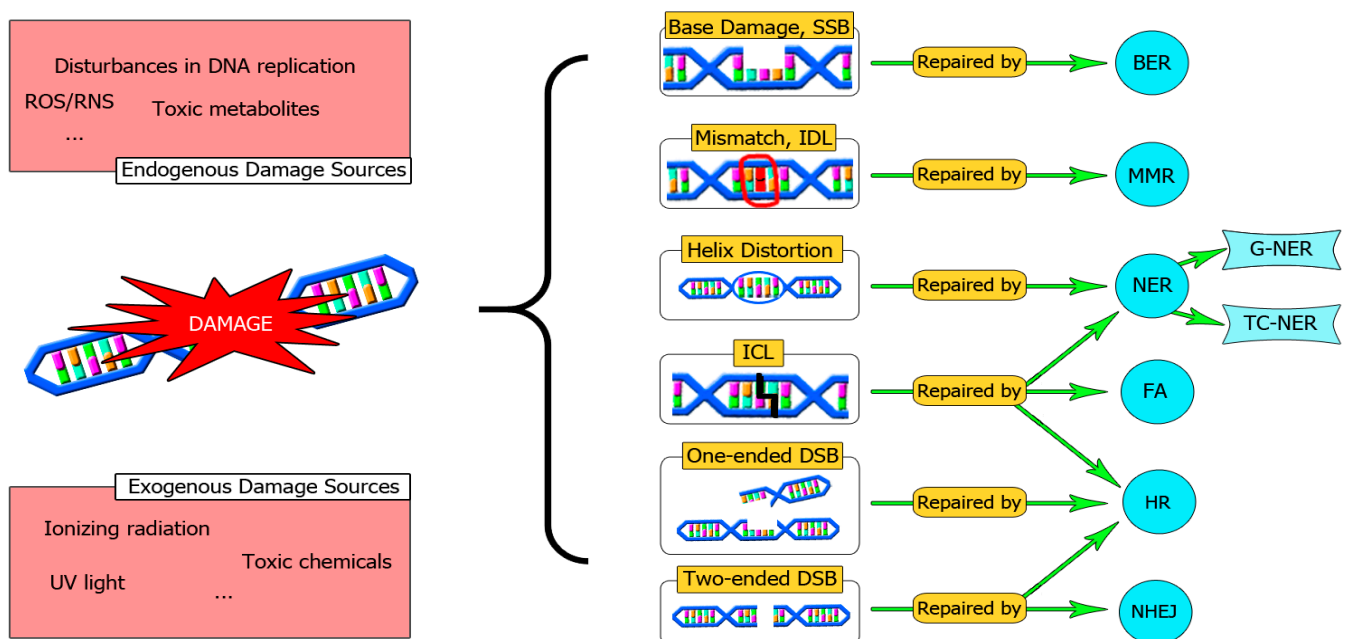 Disturbances in DNA replication
ROS/RNS
Toxic metabolites
...
Endogenous Damage Sources
DAMAGE
Exogenous Damage Sources
Ionizing radiation
Toxic chemicals
UV light
...
Base Damage, SSB
Repaired by
BER
Mismatch, IDL
Repaired by
MMR
Helix Distortion
Repaired by
NER
G-NER
TC-NER
ICL
Repaired by
FA
One-ended DSB
Repaired by
HR
Two-ended DSB
Repaired by
NHEJ